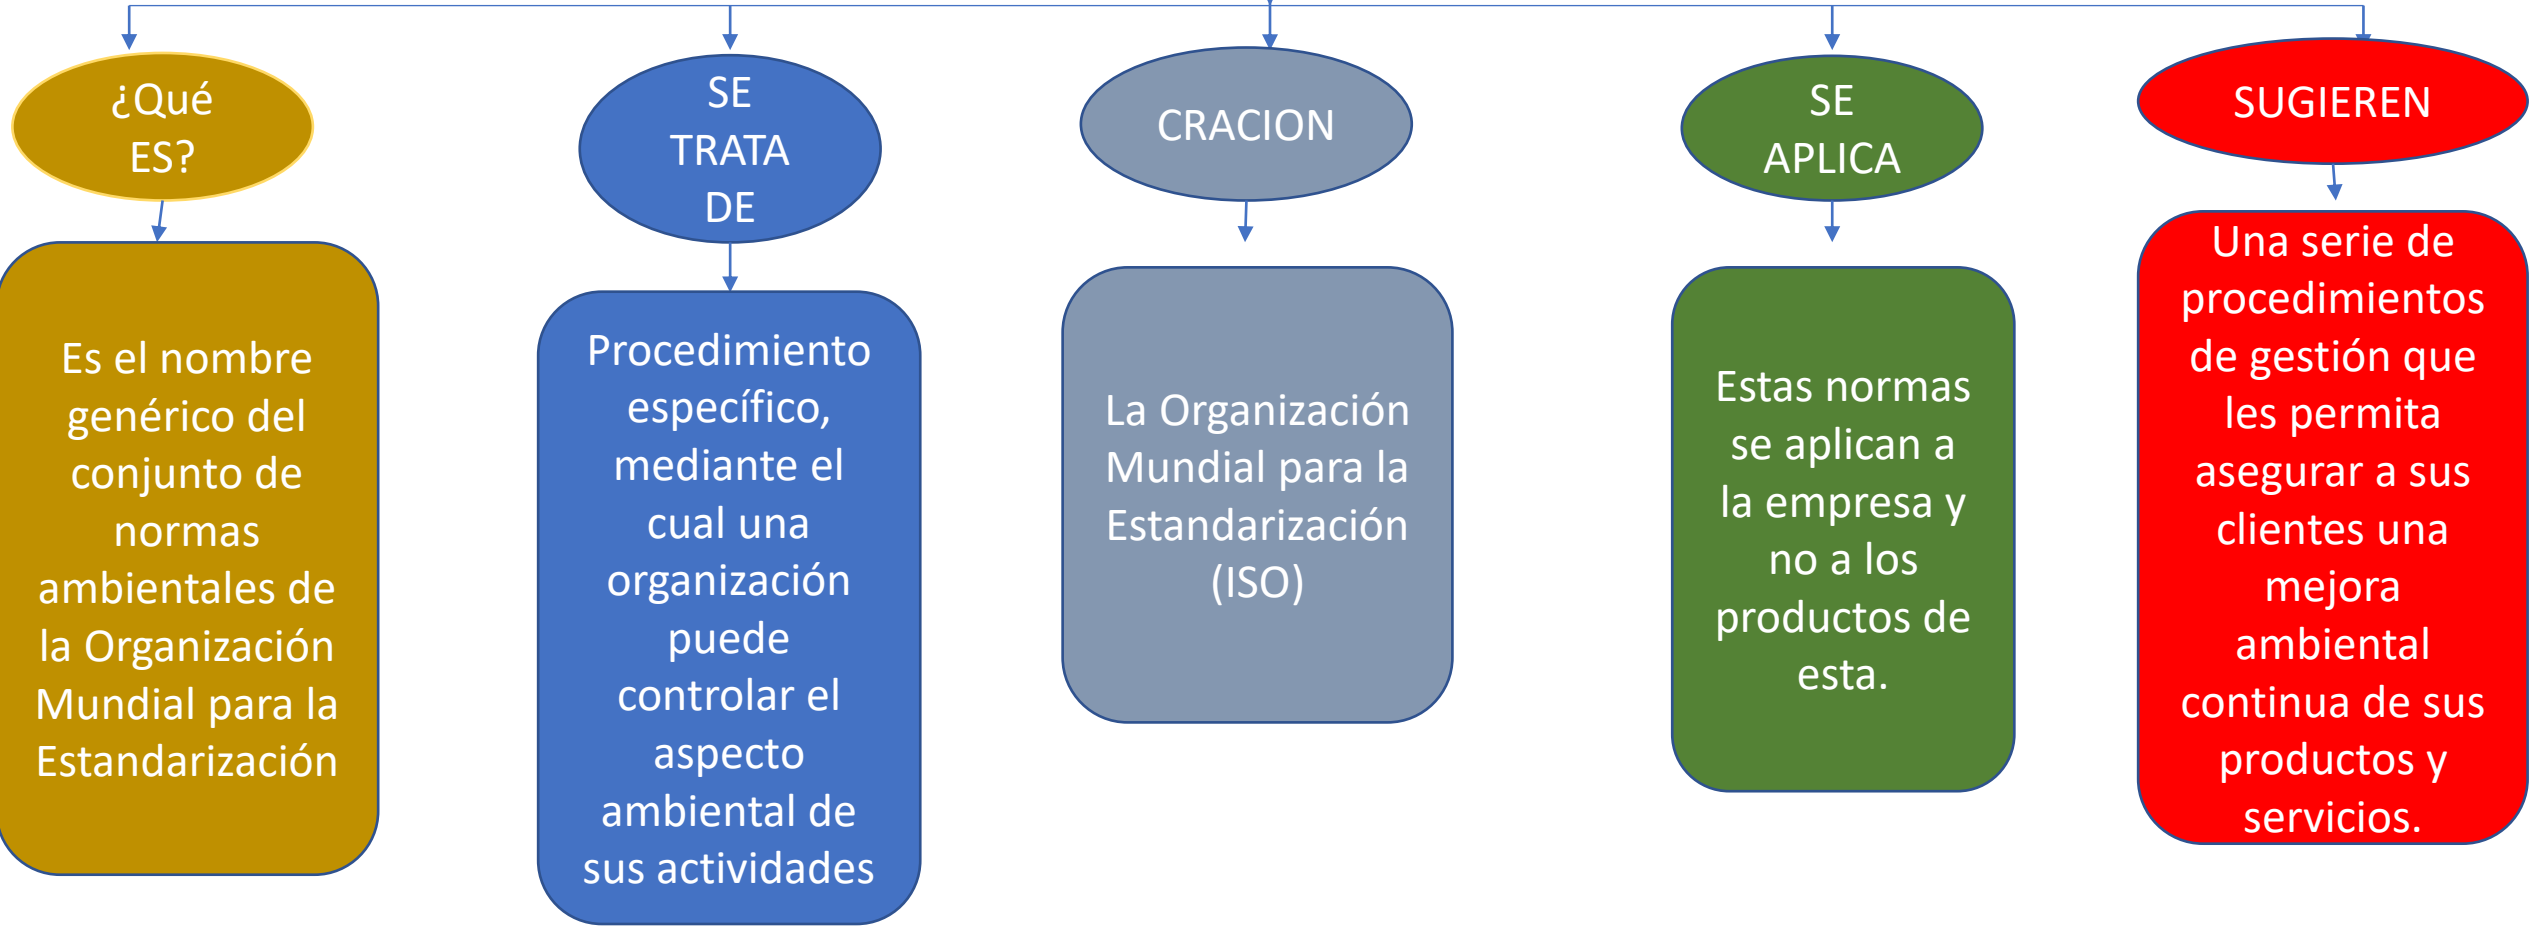 ¿Qué
ES?
Es el nombre
genérico del
conjunto de
normas
ambientales de
la Organización
Mundial para la
Estandarización
SE
TRATA
DE
Procedimiento
específico,
mediante el
cual una
organización
puede
controlar el
aspecto
ambiental de
sus actividades
CRACION
La Organización
Mundial para la
Estandarización
(ISO)
SE
APLICA
Estas normas
se aplican a
la empresa y
no a los
productos de
esta.
SUGIEREN
Una serie de
procedimientos
de gestión que
les permita
asegurar a sus
clientes una
mejora
ambiental
continua de sus
productos y
servicios.